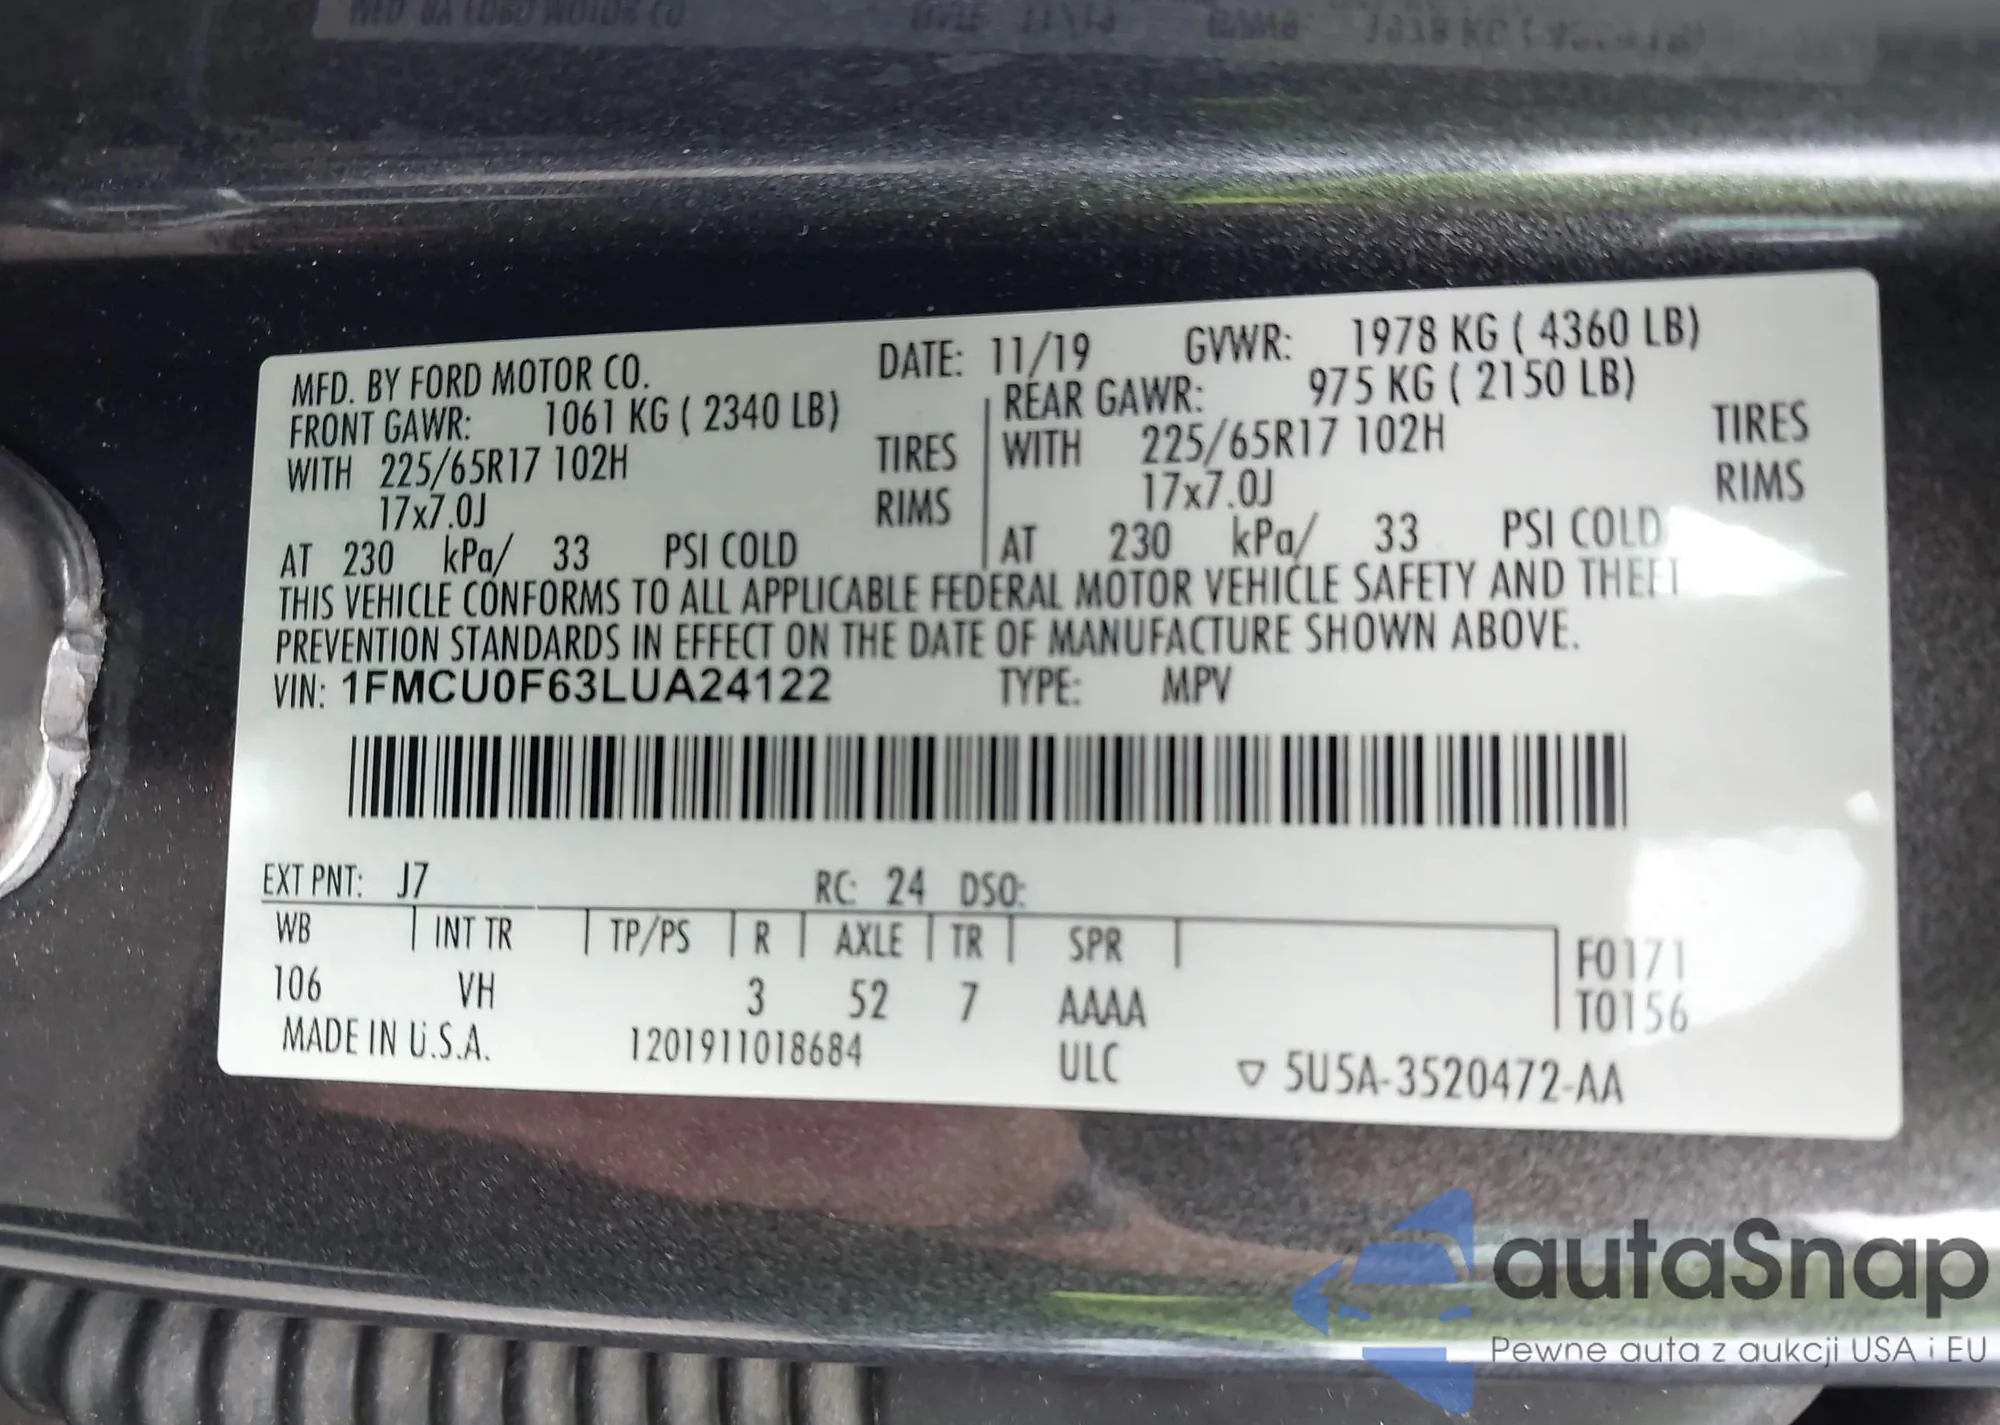 MFD. BY FORD MOTOR CO. DATE: 11/19 GVWR: 1978 KG ( 4360 LB)
FRONT GAWR: 1061 KG ( 2340 LB) REAR GAWR: 975 KG ( 2150 LB)
WITH 225/65R17 102H TIRES WITH 225/65R17 102H TIRES
17x7.0J RIMS 17x7.0J RIMS
AT 230 kPa/ 33 PSI COLD AT 230 kPa/ 33 PSI COLD
THIS VEHICLE CONFORMS TO ALL APPLICABLE FEDERAL MOTOR VEHICLE SAFETY AND THEFT
PREVENTION STANDARDS IN EFFECT ON THE DATE OF MANUFACTURE SHOWN ABOVE.
VIN: 1FMCU0F63LUA24122 TYPE: MPV
EXT PNT: J7 RC: 24 DSO:
WB INT TR TP/PS R AXLE TR SPR F0171
106 VH 3 52 7 AAAA T0156
MADE IN U.S.A. 1201911018684 ULC ▽ 5U5A-3520472-AA
autaSnap
Pewne auta z aukcji USA i EU